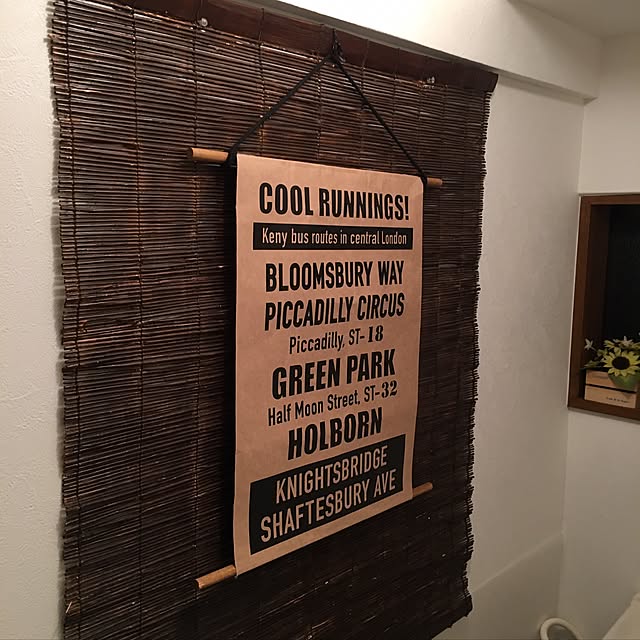 COOL RUNNINGS!
Keny bus routes in central London
BLOOMSBURY WAY
PICCADILLY CIRCUS
Piccadilly, ST-18
GREEN PARK
Half Moon Street, ST-32
HOLBORN
KNIGHTSBRIDGE
SHAFTESBURY AVE